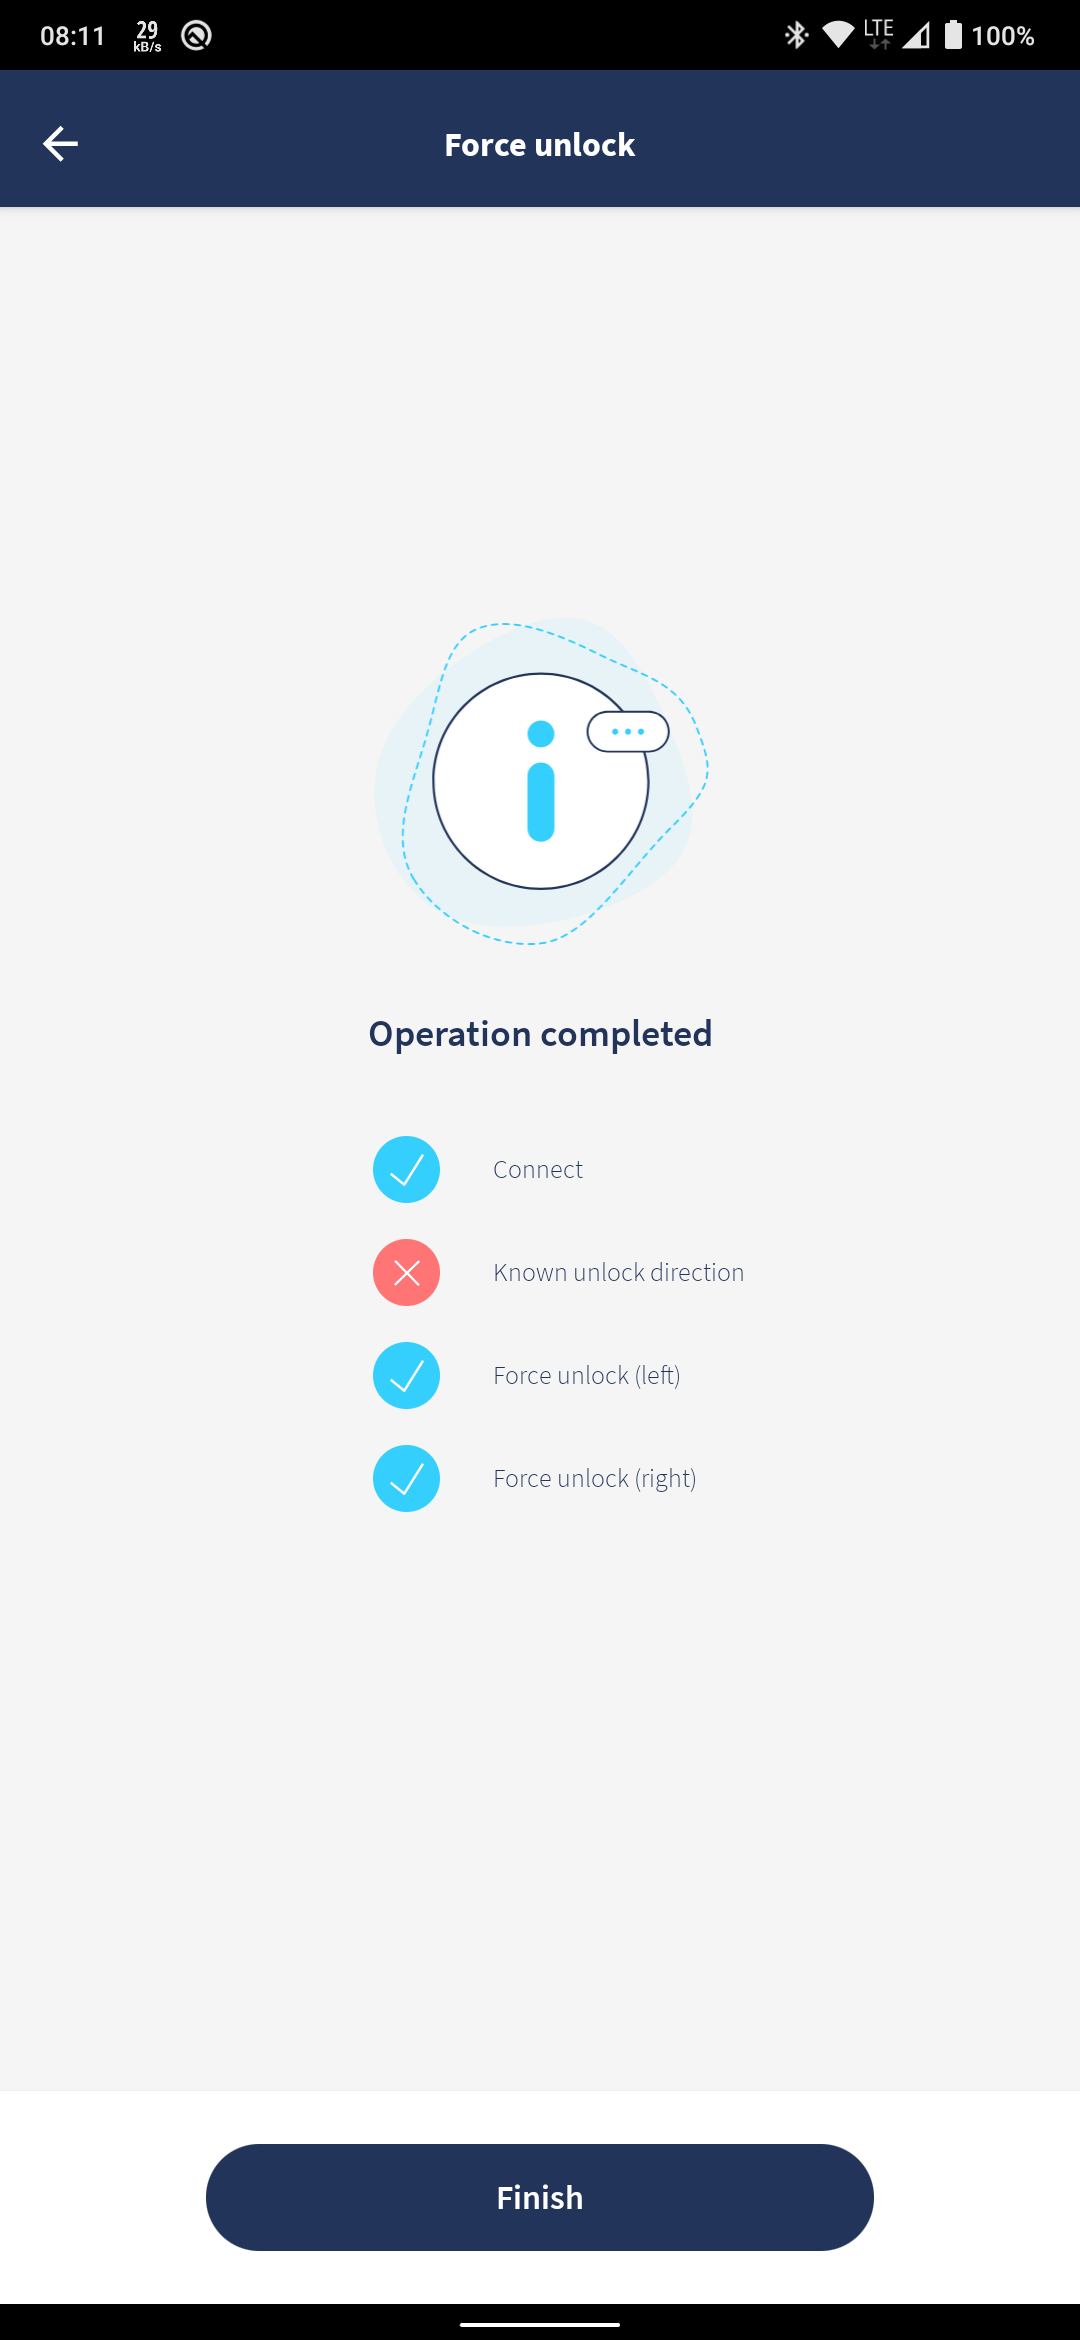 08:11 29 kB/s LTE 100%
Force unlock
Operation completed
Connect
Known unlock direction
Force unlock (left)
Force unlock (right)
Finish